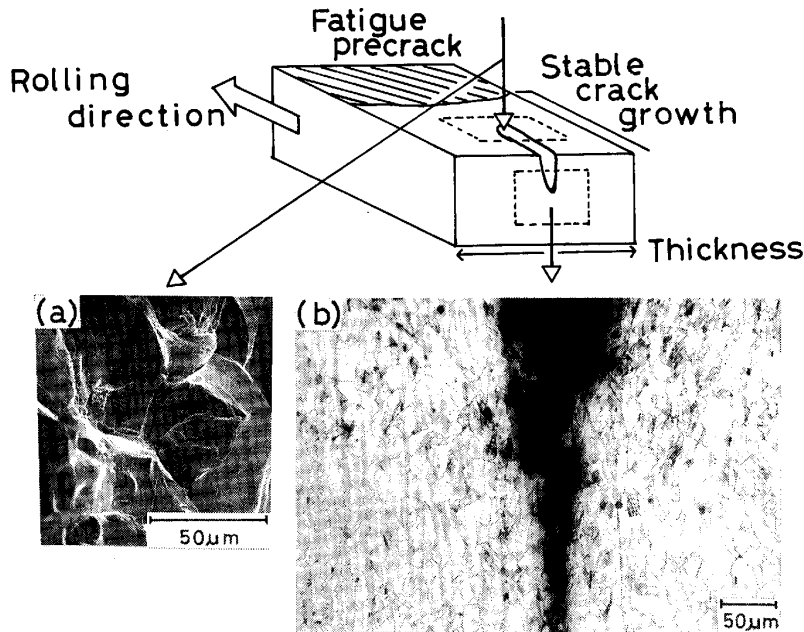 Fatigue
precrack
Rolling
direction
Stable
crack
growth
Thickness
(a)
(b)
50μm
50μm